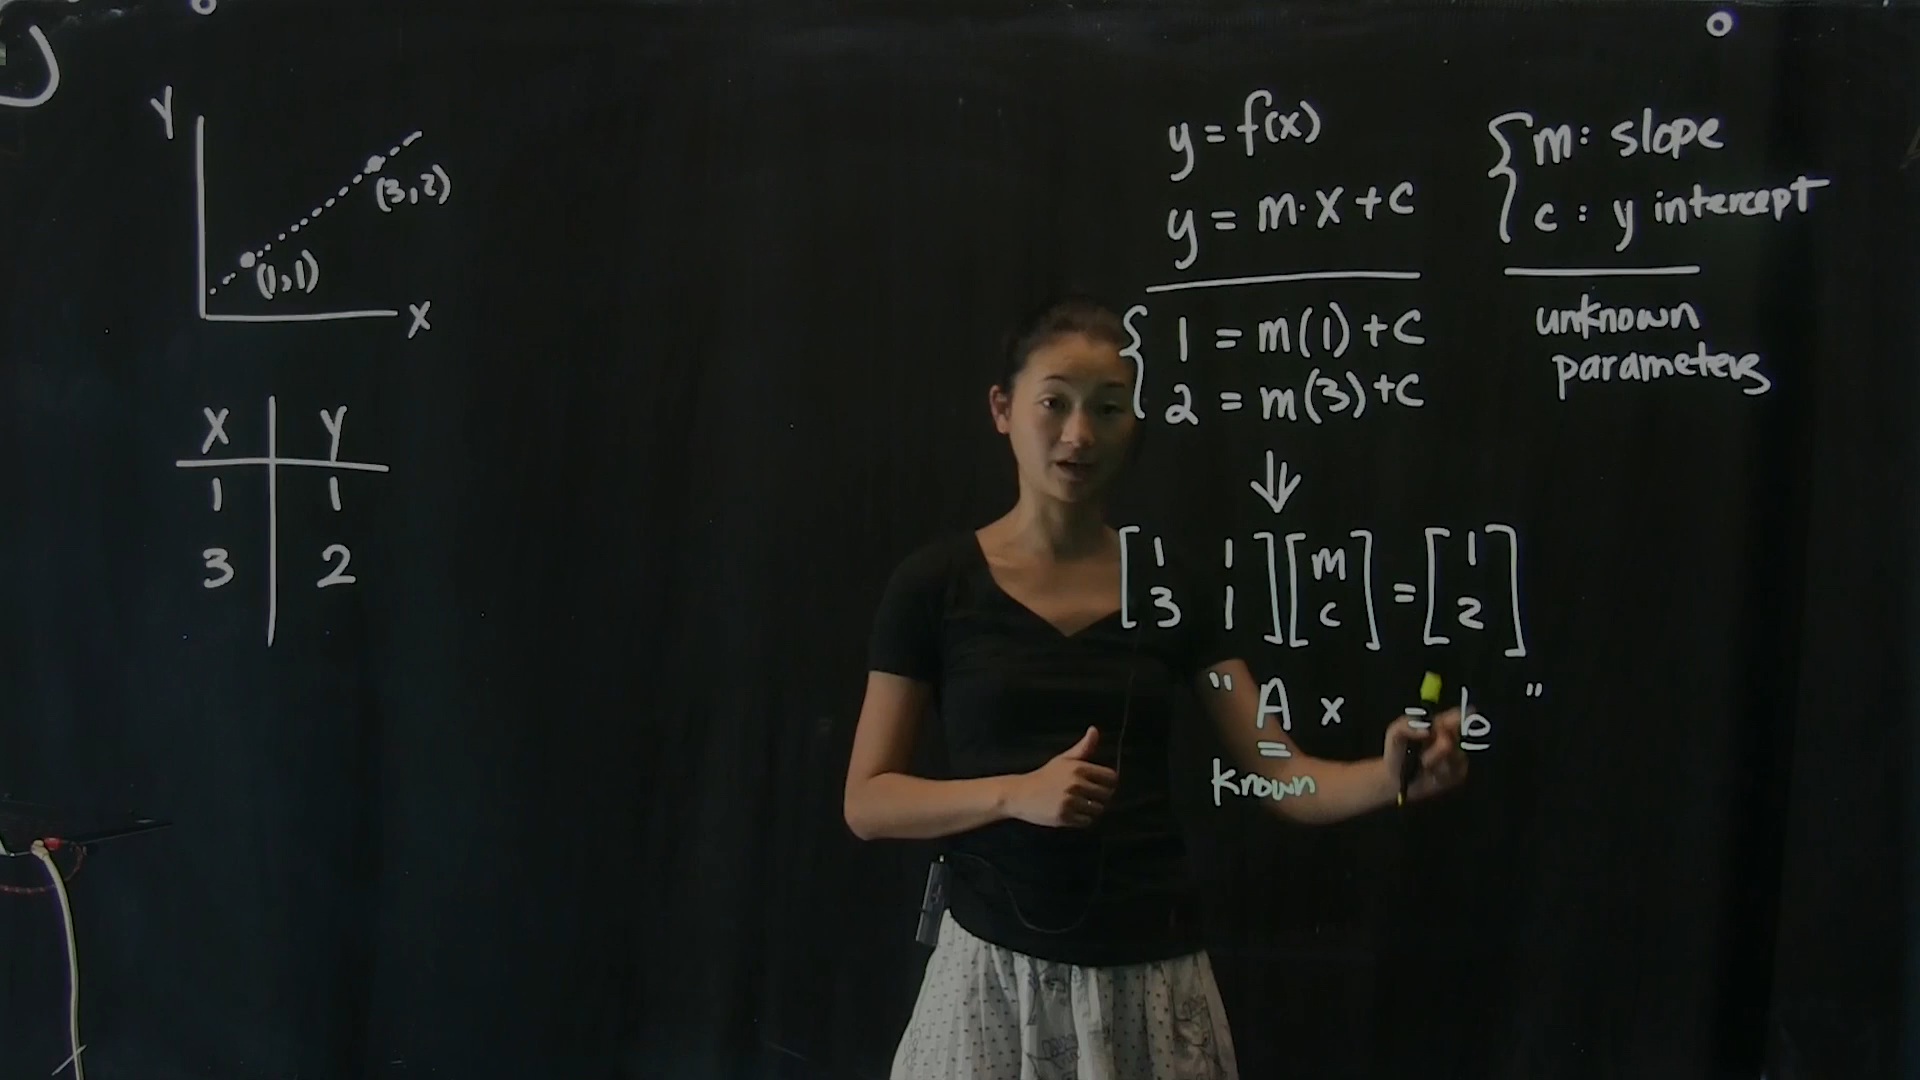 Y
(3,2)
(1,1)
X
X Y
1 1
3 2
y = f(x)
y = m·x+c
{ m: slope
c: y intercept
unknown
parameters
{ 1 = m(1)+c
2 = m(3)+c
⇓
[1 1] [m] = [1]
[3 1] [c] [2]
" A x = b "
known